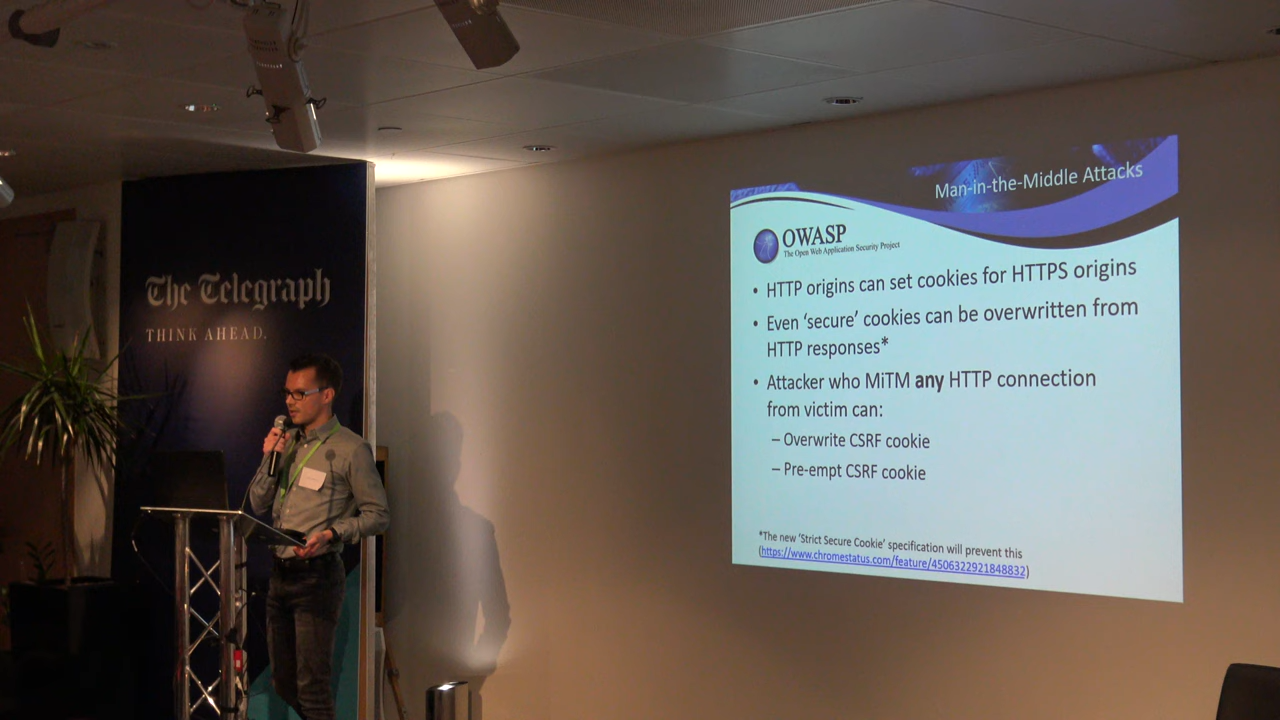 The Telegraph
THINK AHEAD.
Man-in-the-Middle Attacks
OWASP
The Open Web Application Security Project
• HTTP origins can set cookies for HTTPS origins
• Even ‘secure’ cookies can be overwritten from
HTTP responses*
• Attacker who MiTM any HTTP connection
from victim can:
– Overwrite CSRF cookie
– Pre-empt CSRF cookie
*The new ‘Strict Secure Cookie’ specification will prevent this
(https://www.chromestatus.com/feature/4506322921848832)